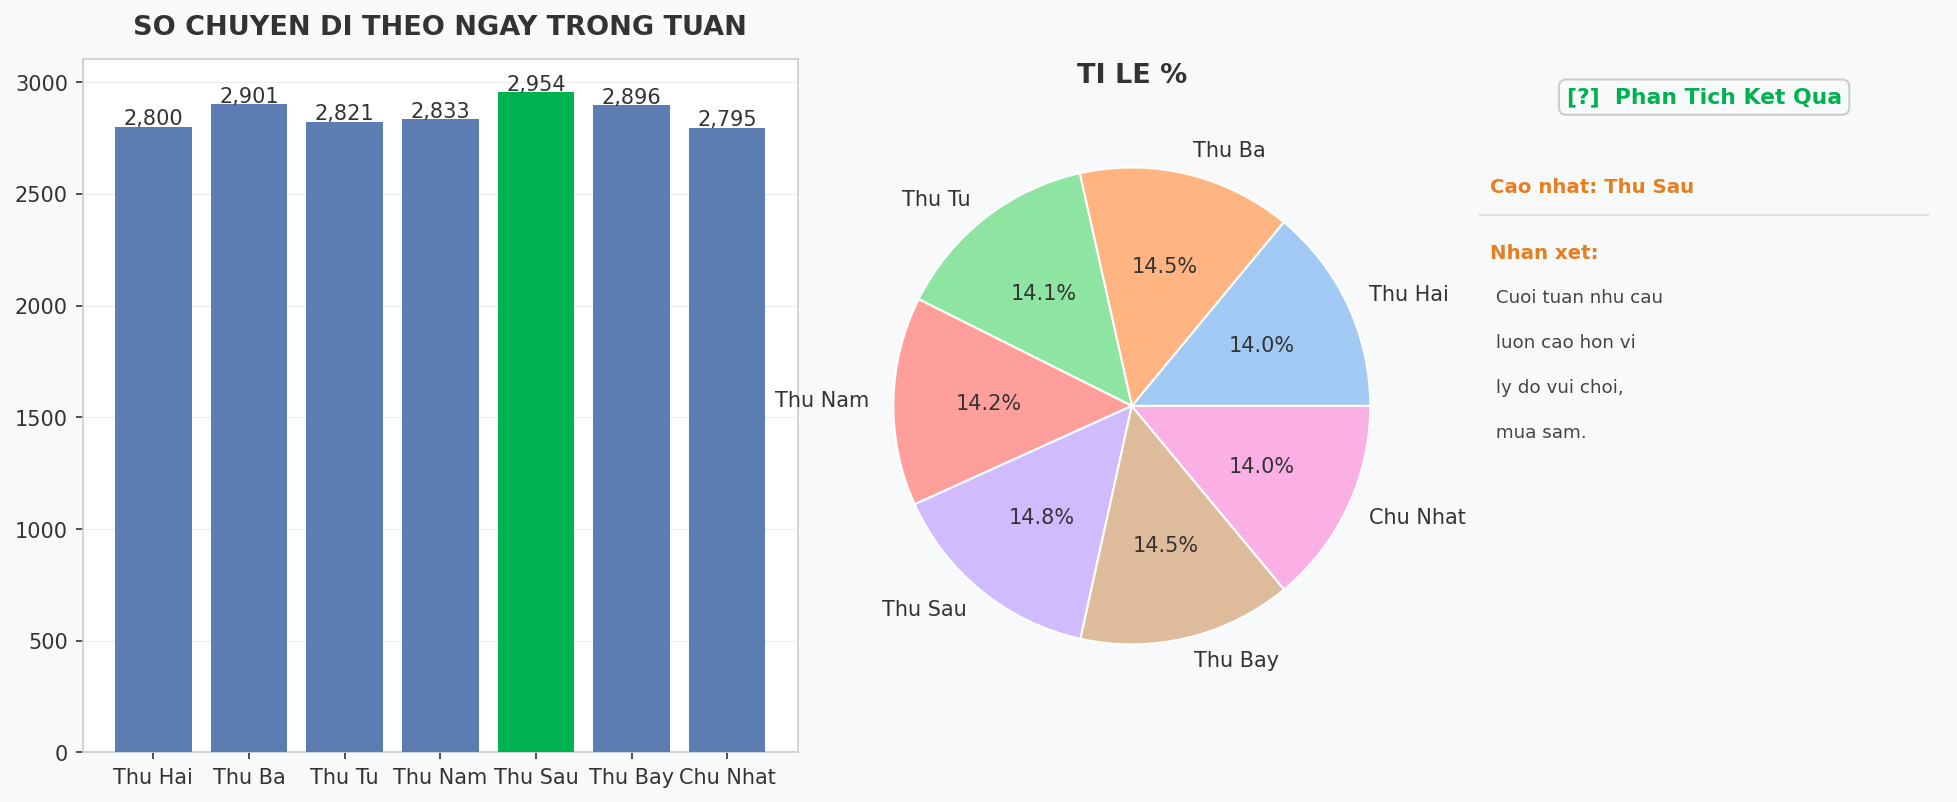 SO CHUYEN DI THEO NGAY TRONG TUAN
3000
2500
2000
1500
1000
500
0
2,800
2,901
2,821
2,833
2,954
2,896
2,795
Thu Hai
Thu Ba
Thu Tu
Thu Nam
Thu Sau
Thu Bay
Chu Nhat
TI LE %
Thu Hai
14.0%
Thu Ba
14.5%
Thu Tu
14.1%
Thu Nam
14.2%
Thu Sau
14.8%
Thu Bay
14.5%
Chu Nhat
14.0%
[?] Phan Tich Ket Qua
Cao nhat: Thu Sau
Nhan xet:
Cuoi tuan nhu cau
luon cao hon vi
ly do vui choi,
mua sam.